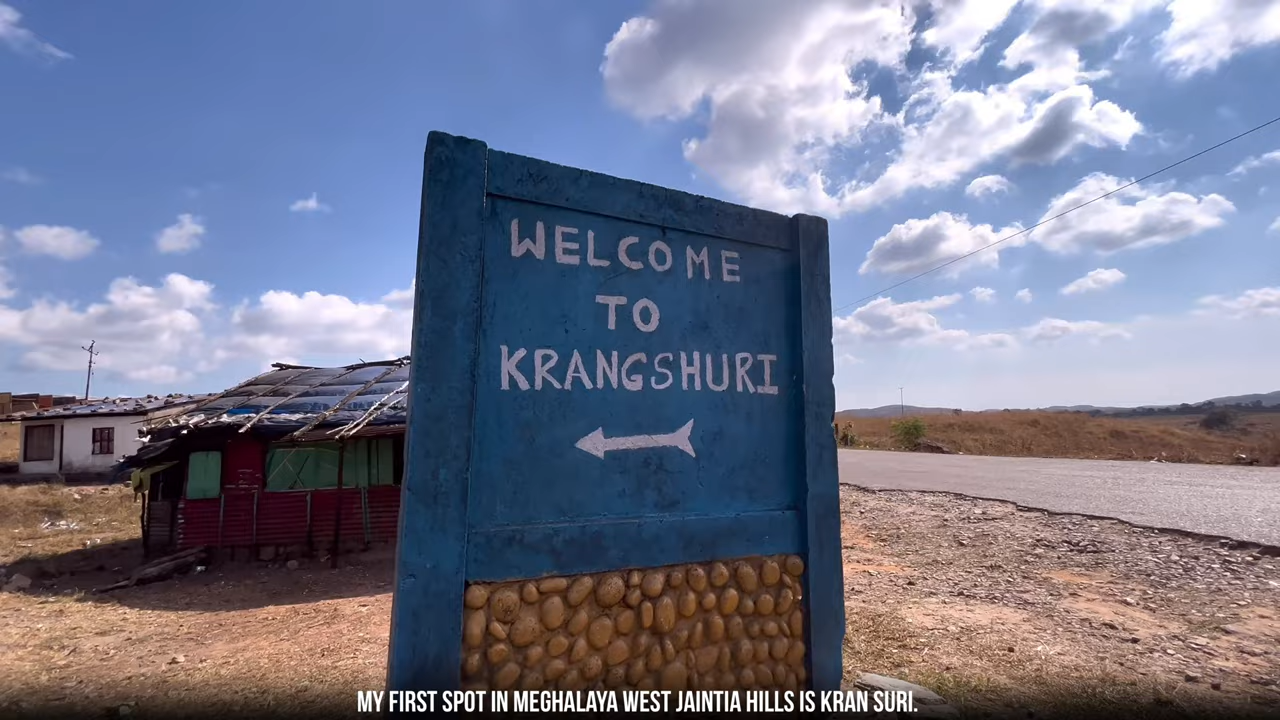 WELCOME
TO
KRANGSHURI
MY FIRST SPOT IN MEGHALAYA WEST JAINTIA HILLS IS KRAN SURI.